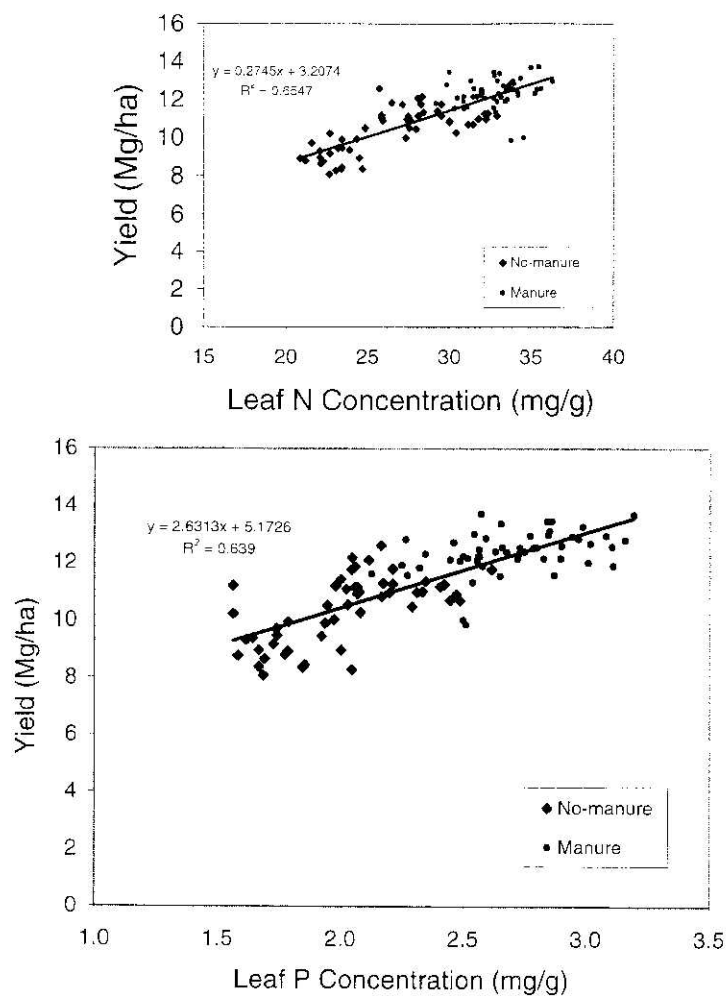 16
14
y = 0.2745x + 3.2074
R² = 0.6547
12
10
8
6
4
2
0
Yield (Mg/ha)
No-manure
Manure
15 20 25 30 35 40
Leaf N Concentration (mg/g)
16
14
y = 2.6313x + 5.1726
R² = 0.639
12
10
8
6
4
2
0
Yield (Mg/ha)
No-manure
Manure
1.0 1.5 2.0 2.5 3.0 3.5
Leaf P Concentration (mg/g)